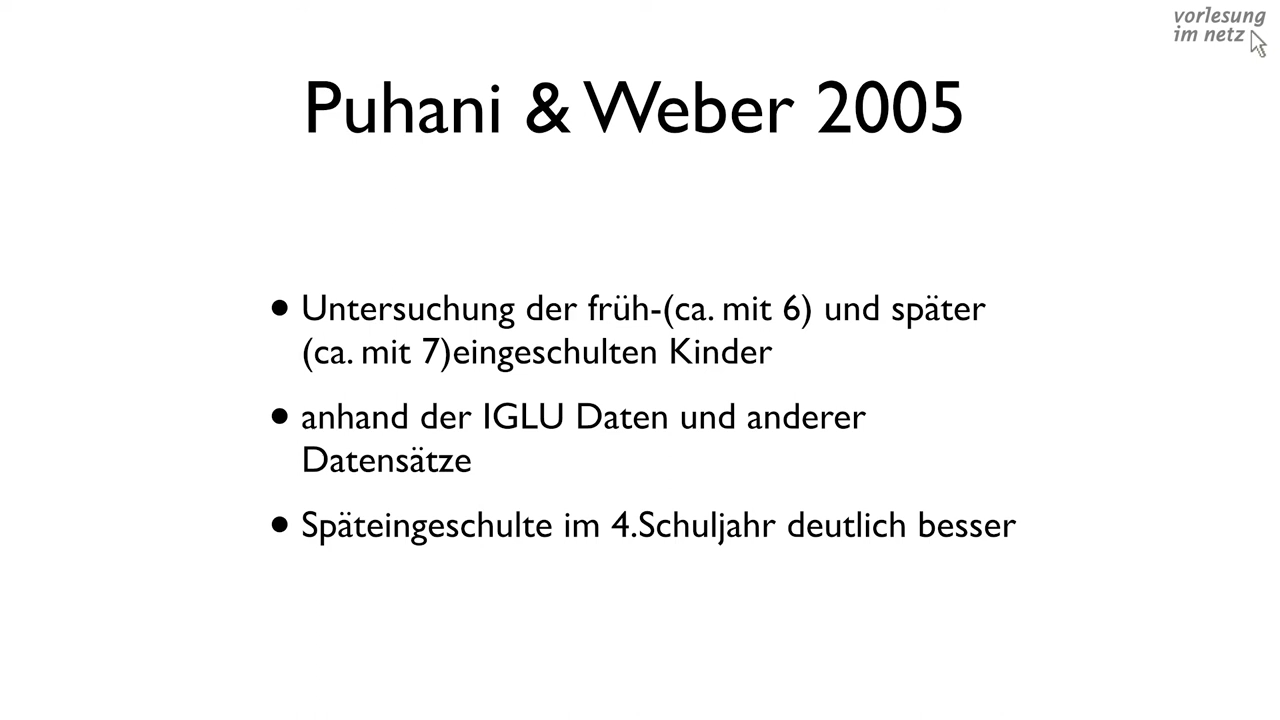 vorlesung
im netz
Puhani & Weber 2005
• Untersuchung der früh-(ca. mit 6) und später
(ca. mit 7)eingeschulten Kinder
• anhand der IGLU Daten und anderer
Datensätze
• Späteingeschulte im 4.Schuljahr deutlich besser